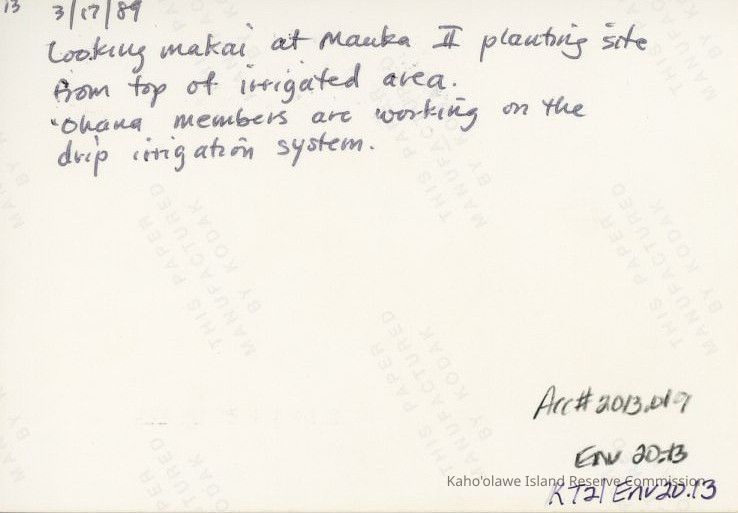 13
3/17/89
Looking makai at Mauka II planting site
from top of irrigated area.
'Ohana members are working on the
drip irrigation system.
THIS PAPER
MANUFACTURED
BY KODAK
Acc# 2013.019
Env 20.13
Kaho'olawe Island Reserve Commission
RT21 Env20.13